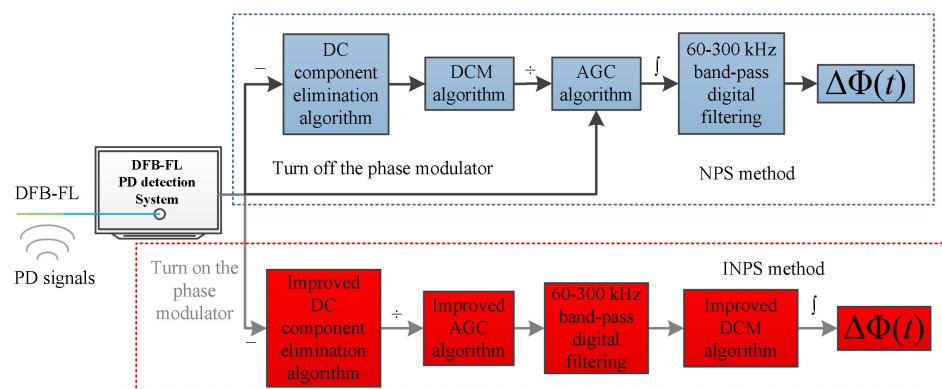 DC
component
elimination
algorithm
DCM
algorithm
÷
AGC
algorithm
∫
60-300 kHz
band-pass
digital
filtering
ΔΦ(t)
−
Turn off the phase modulator
NPS method
DFB-FL
PD detection
System
DFB-FL
PD signals
Turn on the
phase
modulator
INPS method
−
Improved
DC
component
elimination
algorithm
÷
Improved
AGC
algorithm
60-300 kHz
band-pass
digital
filtering
Improved
DCM
algorithm
∫
ΔΦ(t)